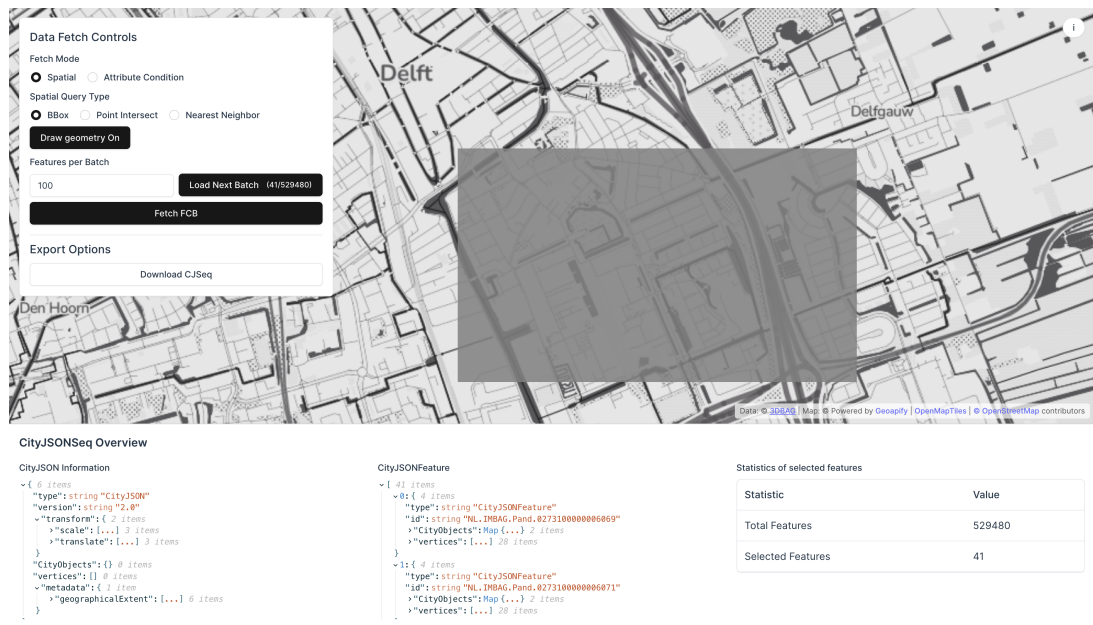 Data Fetch Controls
Fetch Mode
Spatial Attribute Condition
Spatial Query Type
BBox Point Intersect Nearest Neighbor
Draw geometry On
Features per Batch
100 Load Next Batch (41/529480)
Fetch FCB
Export Options
Download CJSeq
Delft
Delfgauw
Den Hoorn
i
Data: © 3DBAG | Map: © Powered by Geoapify | OpenMapTiles | © OpenStreetMap contributors
CityJSONSeq Overview
CityJSON Information
{ 6 items
"type": string "CityJSON"
"version": string "2.0"
"transform": { 2 items
"scale": [...] 3 items
"translate": [...] 3 items
}
"CityObjects": {} 0 items
"vertices": [] 0 items
"metadata": { 1 item
"geographicalExtent": [...] 6 items
}
CityJSONFeature
[ 41 items
0: { 4 items
"type": string "CityJSONFeature"
"id": string "NL.IMBAG.Pand.0273100000006069"
"CityObjects": Map {...} 2 items
"vertices": [...] 28 items
}
1: { 4 items
"type": string "CityJSONFeature"
"id": string "NL.IMBAG.Pand.0273100000006071"
"CityObjects": Map {...} 2 items
"vertices": [...] 28 items
Statistics of selected features
Statistic Value
Total Features 529480
Selected Features 41